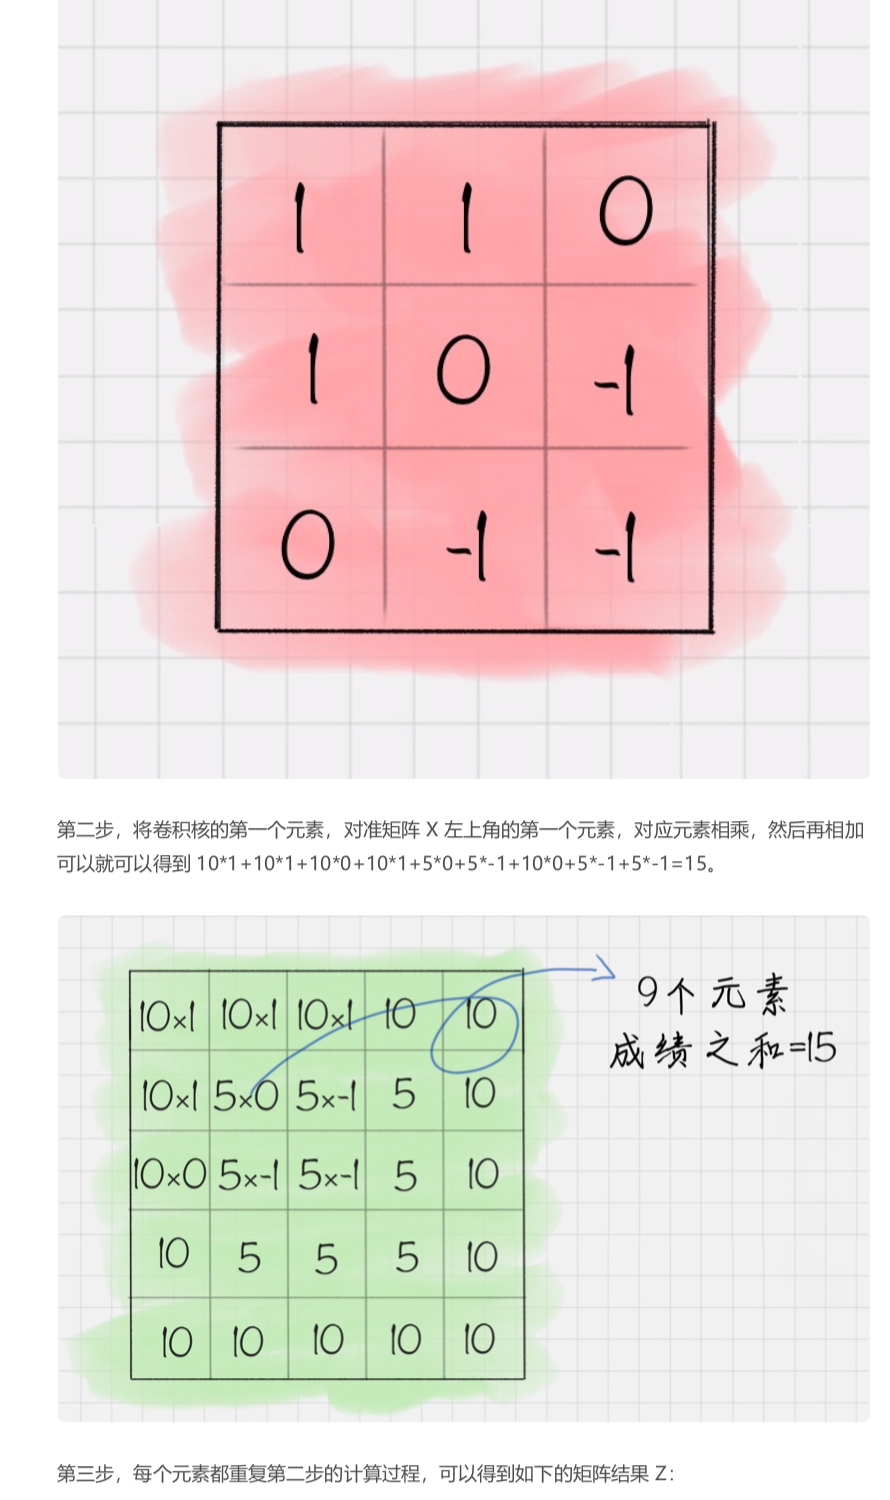 1 1 0
1 0 -1
0 -1 -1
第二步，将卷积核的第一个元素，对准矩阵 X 左上角的第一个元素，对应元素相乘，然后再相加
可以就可以得到 10*1+10*1+10*0+10*1+5*0+5*-1+10*0+5*-1+5*-1=15。
10×1 10×1 10×1 10 10
10×1 5×0 5×-1 5 10
10×0 5×-1 5×-1 5 10
10 5 5 5 10
10 10 10 10 10
9个元素
成绩之和=15
第三步，每个元素都重复第二步的计算过程，可以得到如下的矩阵结果 Z：